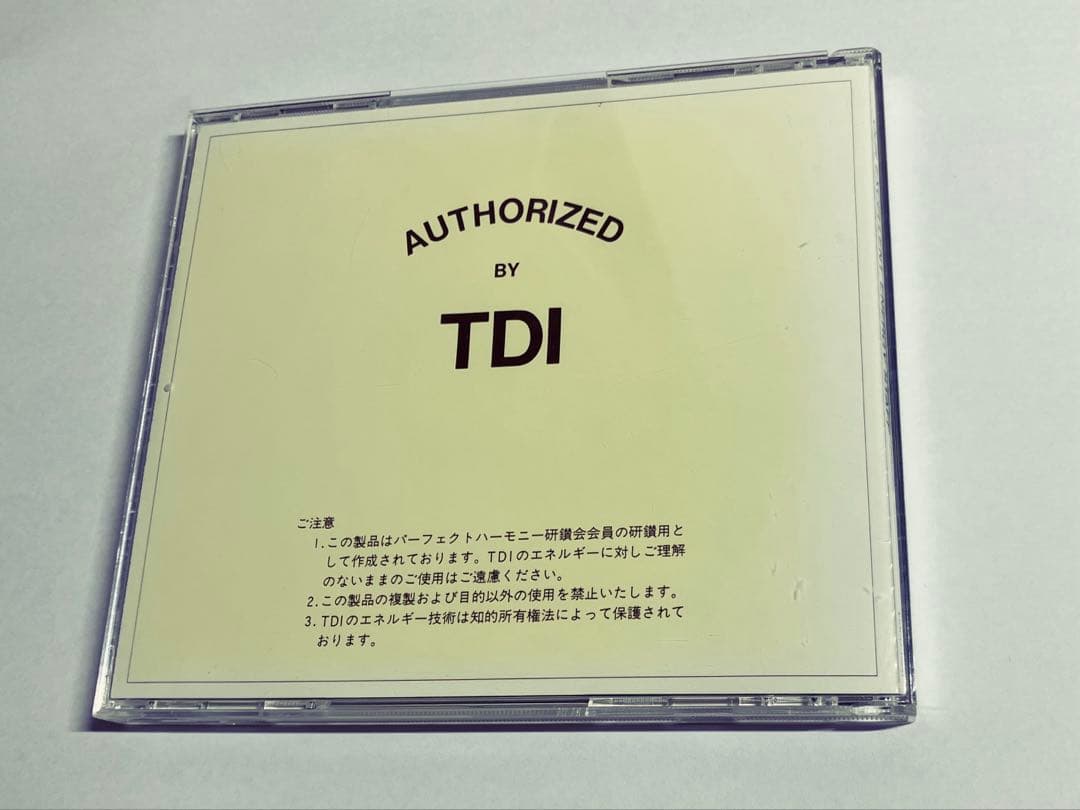 AUTHORIZED
BY
TDI
ご注意
1.この製品はパーフェクトハーモニー研鑽会会員の研鑽用と
して作成されております。TDIのエネルギーに対しご理解
のないままのご使用はご遠慮ください。
2.この製品の複製および目的以外の使用を禁止いたします。
3.TDIのエネルギー技術は知的所有権法によって保護されて
おります。